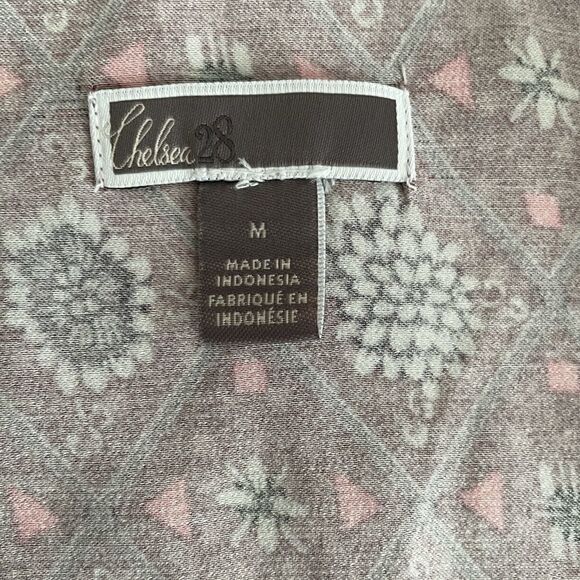 Chelsea28
M
MADE IN
INDONESIA
FABRIQUÉ EN
INDONÉSIE